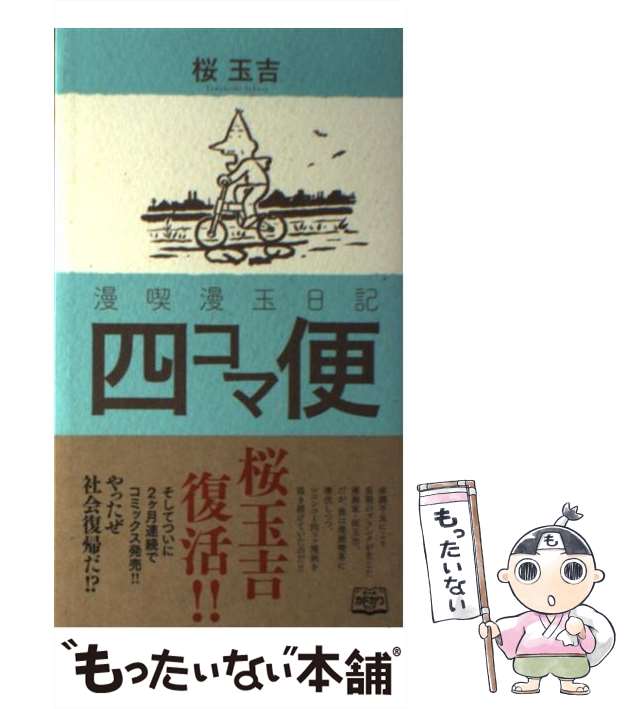 桜 玉吉
漫喫漫玉日記
四コマ便
桜玉吉
復活!!
そしてついに
2ヶ月連続で
コミックス発売!!
やったぜ
社会復帰だ!?
もったいない
も
"もったいない"本舗®